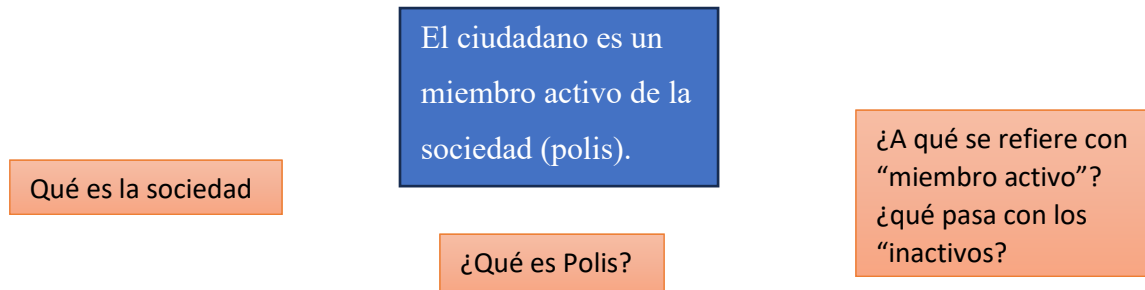 El ciudadano es un
miembro activo de la
sociedad (polis).
Qué es la sociedad
¿Qué es Polis?
¿A qué se refiere con
“miembro activo”?
¿qué pasa con los
“inactivos?